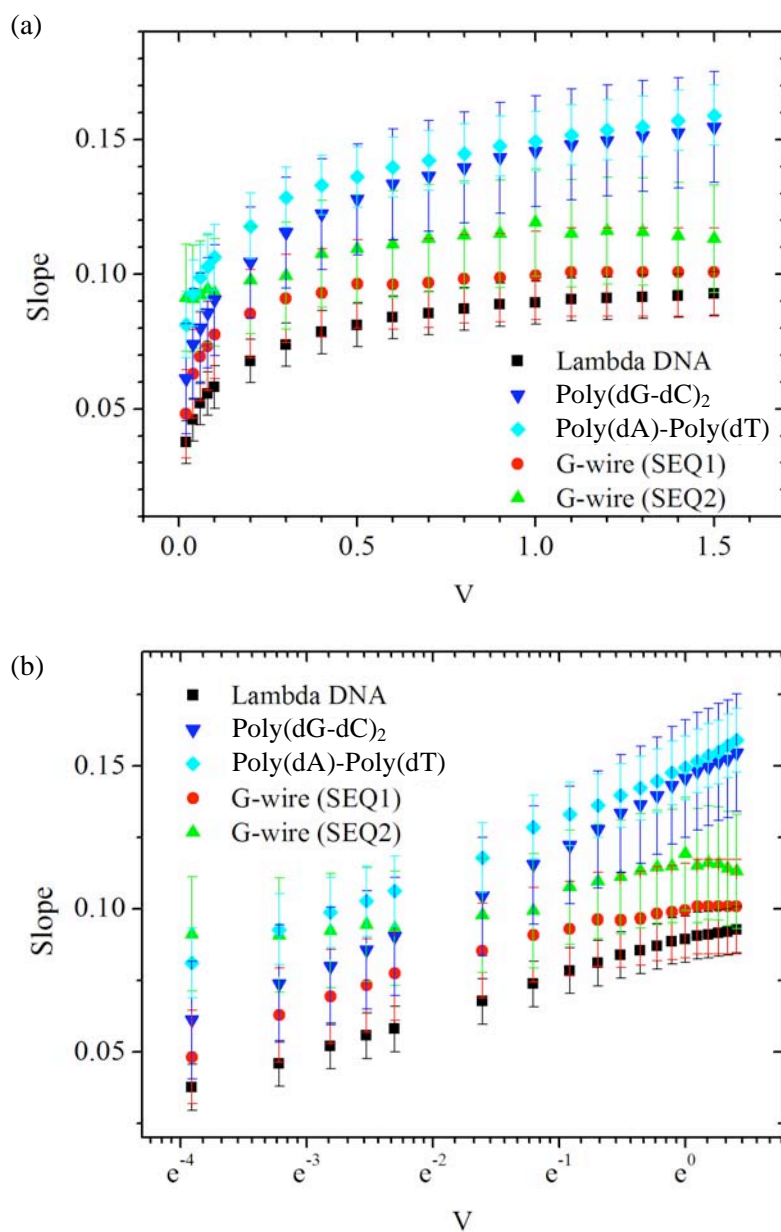 (a)
0.15
0.10
0.05
Slope
Lambda DNA
Poly(dG-dC)₂
Poly(dA)-Poly(dT)
G-wire (SEQ1)
G-wire (SEQ2)
0.0 0.5 1.0 1.5
V
(b)
Lambda DNA
Poly(dG-dC)₂
Poly(dA)-Poly(dT)
G-wire (SEQ1)
G-wire (SEQ2)
0.15
0.10
0.05
Slope
e⁻⁴ e⁻³ e⁻² e⁻¹ e⁰
V